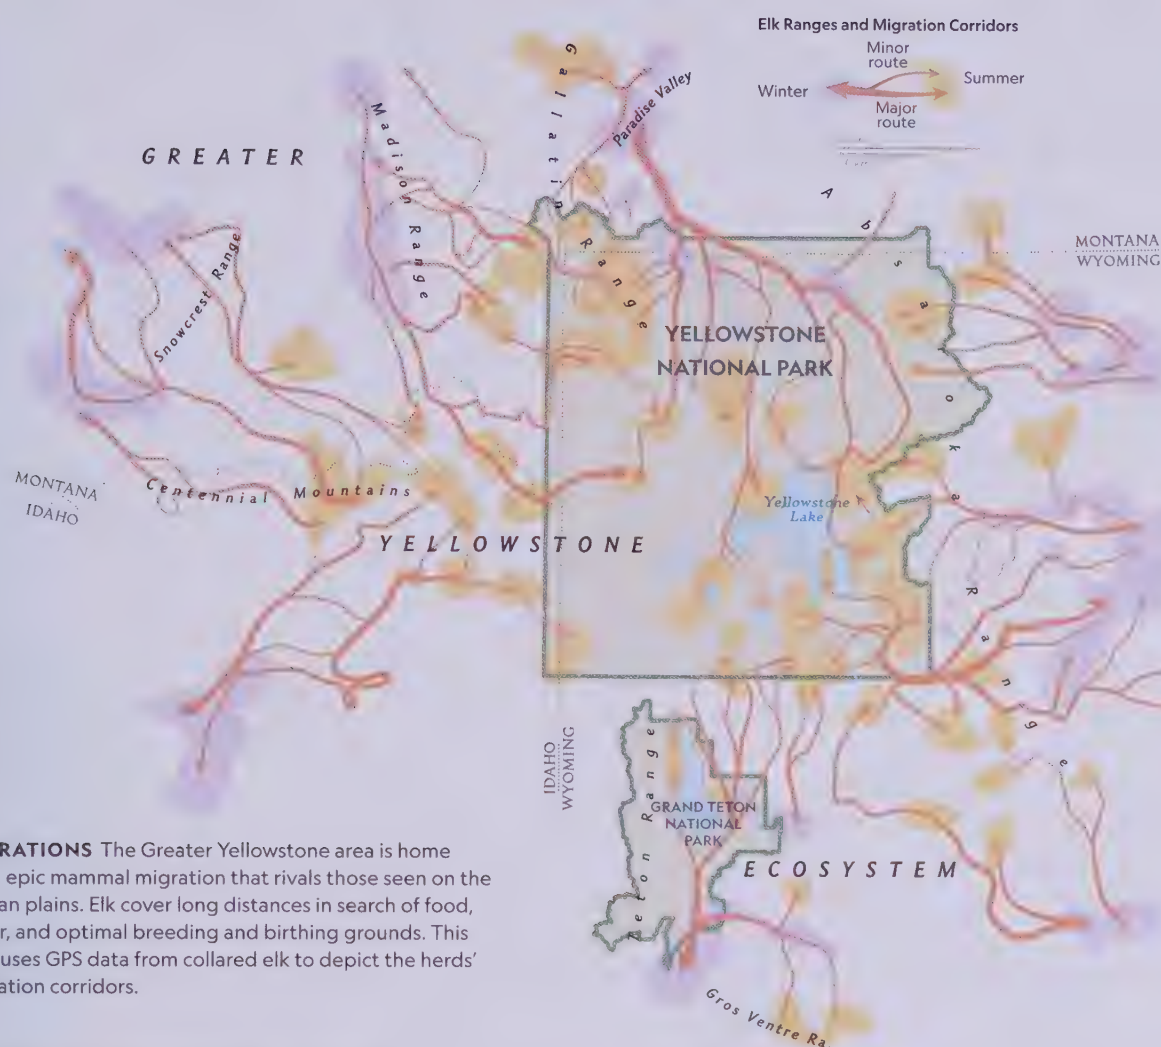 Elk Ranges and Migration Corridors
Minor
route
Winter
Summer
Major
route
GREATER
Gallatin
Range
Paradise Valley
Madison Range
Snowcrest Range
Absaroka
Range
MONTANA
WYOMING
YELLOWSTONE
NATIONAL PARK
MONTANA
IDAHO
Centennial Mountains
Yellowstone
Lake
YELLOWSTONE
IDAHO
WYOMING
Teton Range
GRAND TETON
NATIONAL
PARK
ECOSYSTEM
Gros Ventre Ra
RATIONS The Greater Yellowstone area is home
epic mammal migration that rivals those seen on the
an plains. Elk cover long distances in search of food,
r, and optimal breeding and birthing grounds. This
uses GPS data from collared elk to depict the herds'
ation corridors.